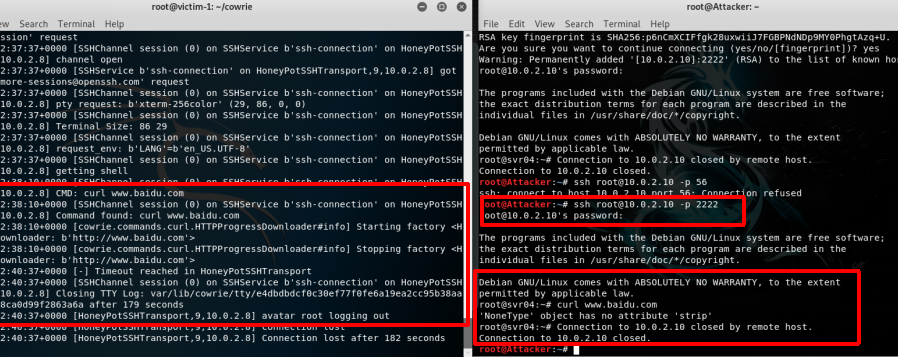 root@victim-1: ~/cowrie
View Search Terminal Help
ssion' request
2:37:37+0000 [SSHChannel session (0) on SSHService b'ssh-connection' on HoneyPotSSH
10.0.2.8] channel open
2:37:37+0000 [SSHService b'ssh-connection' on HoneyPotSSHTransport,9,10.0.2.8] got
more-sessions@openssh.com' request
2:37:37+0000 [SSHChannel session (0) on SSHService b'ssh-connection' on HoneyPotSSH
10.0.2.8] pty request: b'xterm-256color' (29, 86, 0, 0)
2:37:37+0000 [SSHChannel session (0) on SSHService b'ssh-connection' on HoneyPotSSH
10.0.2.8] Terminal Size: 86 29
2:37:37+0000 [SSHChannel session (0) on SSHService b'ssh-connection' on HoneyPotSSH
10.0.2.8] request_env: b'LANG'=b'en_US.UTF-8'
2:37:37+0000 [SSHChannel session (0) on SSHService b'ssh-connection' on HoneyPotSSH
10.0.2.8] getting shell
2:38:10+0000 [SSHChannel session (0) on SSHService b'ssh-connection' on HoneyPotSSH
10.0.2.8] CMD: curl www.baidu.com
2:38:10+0000 [SSHChannel session (0) on SSHService b'ssh-connection' on HoneyPotSSH
10.0.2.8] Command found: curl www.baidu.com
2:38:10+0000 [cowrie.commands.curl.HTTPProgressDownloader#info] Starting factory <H
ownloader: b'http://www.baidu.com'>
2:38:10+0000 [cowrie.commands.curl.HTTPProgressDownloader#info] Stopping factory <H
ownloader: b'http://www.baidu.com'>
2:40:37+0000 [-] Timeout reached in HoneyPotSSHTransport
2:40:37+0000 [SSHChannel session (0) on SSHService b'ssh-connection' on HoneyPotSSH
10.0.2.8] Closing TTY Log: var/lib/cowrie/tty/e4dbdbdcf0c30ef77f0fe6a19ea2cc95b38aa
8ca0d99f2863a6a after 179 seconds
2:40:37+0000 [HoneyPotSSHTransport,9,10.0.2.8] avatar root logging out
2:40:37+0000 [HoneyPotSSHTransport,9,10.0.2.8] connection lost
2:40:37+0000 [HoneyPotSSHTransport,9,10.0.2.8] Connection lost after 182 seconds
root@Attacker: ~
File Edit View Search Terminal Help
RSA key fingerprint is SHA256:p6nCmXCIFfgk28uxwiiJ7FGBPNdNDp9MY0PhgtAzq+U.
Are you sure you want to continue connecting (yes/no/[fingerprint])? yes
Warning: Permanently added '[10.0.2.10]:2222' (RSA) to the list of known hos
root@10.0.2.10's password:
The programs included with the Debian GNU/Linux system are free software;
the exact distribution terms for each program are described in the
individual files in /usr/share/doc/*/copyright.
Debian GNU/Linux comes with ABSOLUTELY NO WARRANTY, to the extent
permitted by applicable law.
root@svr04:~# Connection to 10.0.2.10 closed by remote host.
Connection to 10.0.2.10 closed.
root@Attacker:~# ssh root@10.0.2.10 -p 56
ssh: connect to host 10.0.2.10 port 56: Connection refused
root@Attacker:~# ssh root@10.0.2.10 -p 2222
root@10.0.2.10's password:
The programs included with the Debian GNU/Linux system are free software;
the exact distribution terms for each program are described in the
individual files in /usr/share/doc/*/copyright.
Debian GNU/Linux comes with ABSOLUTELY NO WARRANTY, to the extent
permitted by applicable law.
root@svr04:~# curl www.baidu.com
'NoneType' object has no attribute 'strip'
root@svr04:~# Connection to 10.0.2.10 closed by remote host.
Connection to 10.0.2.10 closed.
root@Attacker:~#